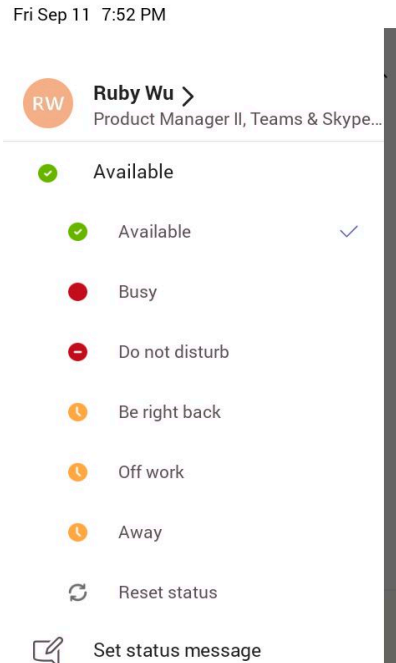 Fri Sep 11 7:52 PM
RW
Ruby Wu
Product Manager II, Teams & Skype...
Available
Available
Busy
Do not disturb
Be right back
Off work
Away
Reset status
Set status message